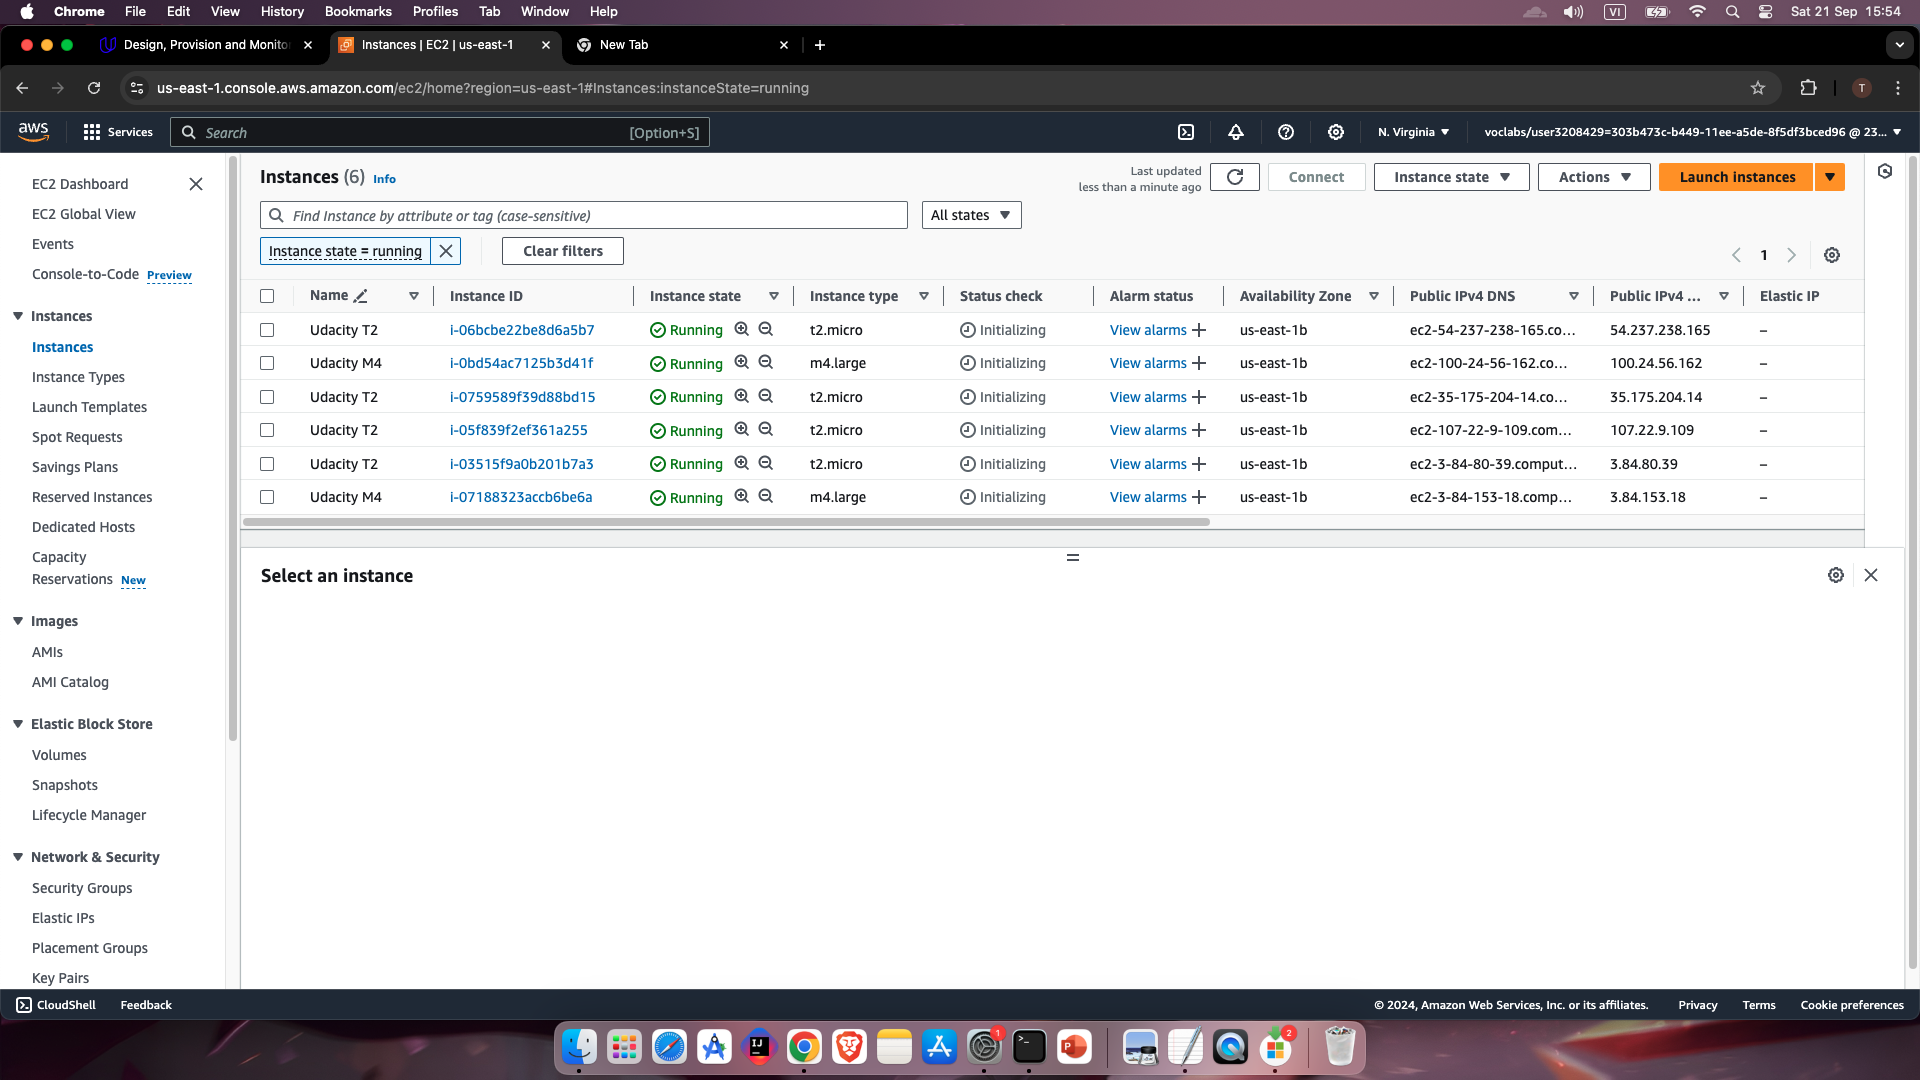 Chrome File Edit View History Bookmarks Profiles Tab Window Help VI Sat 21 Sep 15:54
Design, Provision and Monito Instances | EC2 | us-east-1 New Tab
us-east-1.console.aws.amazon.com/ec2/home?region=us-east-1#Instances:instanceState=running T
aws Services Search [Option+S] N. Virginia voclabs/user3208429=303b473c-b449-11ee-a5de-8f5df3bced96 @ 23...
EC2 Dashboard
EC2 Global View
Events
Console-to-Code Preview
Instances
Instances
Instance Types
Launch Templates
Spot Requests
Savings Plans
Reserved Instances
Dedicated Hosts
Capacity
Reservations New
Images
AMIs
AMI Catalog
Elastic Block Store
Volumes
Snapshots
Lifecycle Manager
Network & Security
Security Groups
Elastic IPs
Placement Groups
Key Pairs
Instances (6) Info
Last updated
less than a minute ago
Connect Instance state Actions Launch instances
Find Instance by attribute or tag (case-sensitive) All states
Instance state = running Clear filters 1
Name Instance ID Instance state Instance type Status check Alarm status Availability Zone Public IPv4 DNS Public IPv4 ... Elastic IP
Udacity T2 i-06bcbe22be8d6a5b7 Running t2.micro Initializing View alarms + us-east-1b ec2-54-237-238-165.co... 54.237.238.165 –
Udacity M4 i-0bd54ac7125b3d41f Running m4.large Initializing View alarms + us-east-1b ec2-100-24-56-162.co... 100.24.56.162 –
Udacity T2 i-0759589f39d88bd15 Running t2.micro Initializing View alarms + us-east-1b ec2-35-175-204-14.co... 35.175.204.14 –
Udacity T2 i-05f839f2ef361a255 Running t2.micro Initializing View alarms + us-east-1b ec2-107-22-9-109.com... 107.22.9.109 –
Udacity T2 i-03515f9a0b201b7a3 Running t2.micro Initializing View alarms + us-east-1b ec2-3-84-80-39.comput... 3.84.80.39 –
Udacity M4 i-07188323accb6be6a Running m4.large Initializing View alarms + us-east-1b ec2-3-84-153-18.comp... 3.84.153.18 –
Select an instance
CloudShell Feedback © 2024, Amazon Web Services, Inc. or its affiliates. Privacy Terms Cookie preferences
IJ 1 P 2